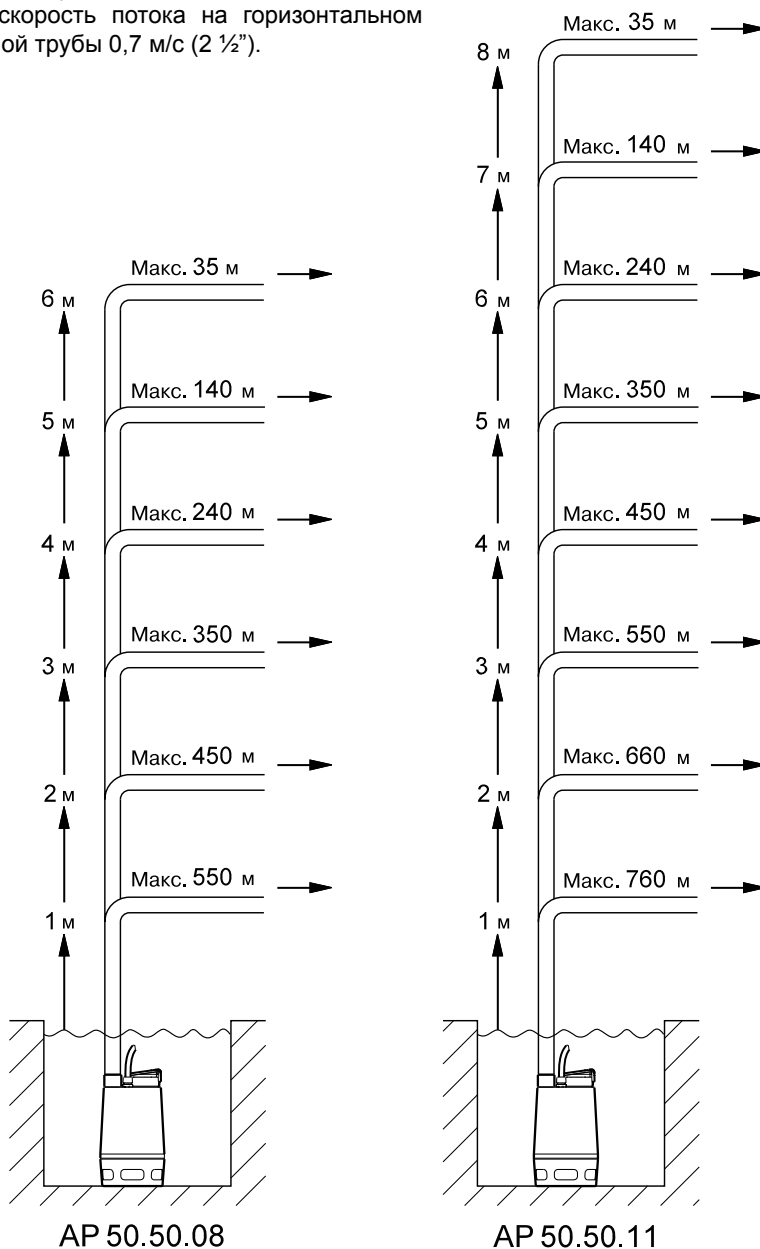 скорость потока на горизонтальном
ной трубы 0,7 м/с (2 ½”).
Макс. 35 м
6 м
Макс. 140 м
5 м
Макс. 240 м
4 м
Макс. 350 м
3 м
Макс. 450 м
2 м
Макс. 550 м
1 м
AP 50.50.08
Макс. 35 м
8 м
Макс. 140 м
7 м
Макс. 240 м
6 м
Макс. 350 м
5 м
Макс. 450 м
4 м
Макс. 550 м
3 м
Макс. 660 м
2 м
Макс. 760 м
1 м
AP 50.50.11